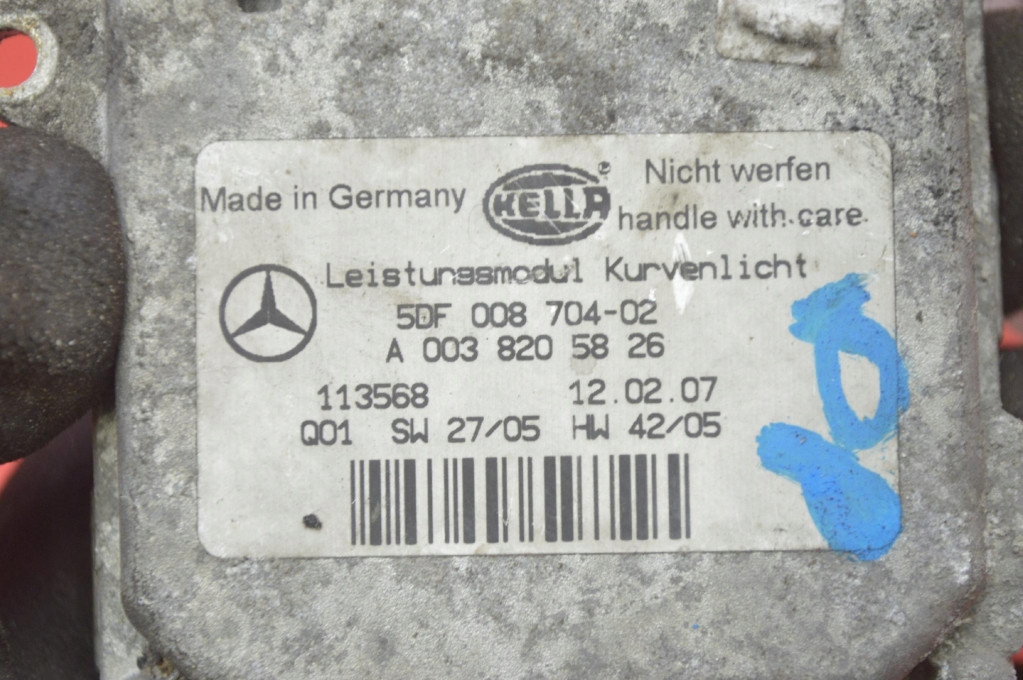 Made in Germany
HELLA
Nicht werfen
handle with care
Leistungsmodul Kurvenlicht
5DF 008 704-02
A 003 820 58 26
113568 12.02.07
Q01 SW 27/05 HW 42/05